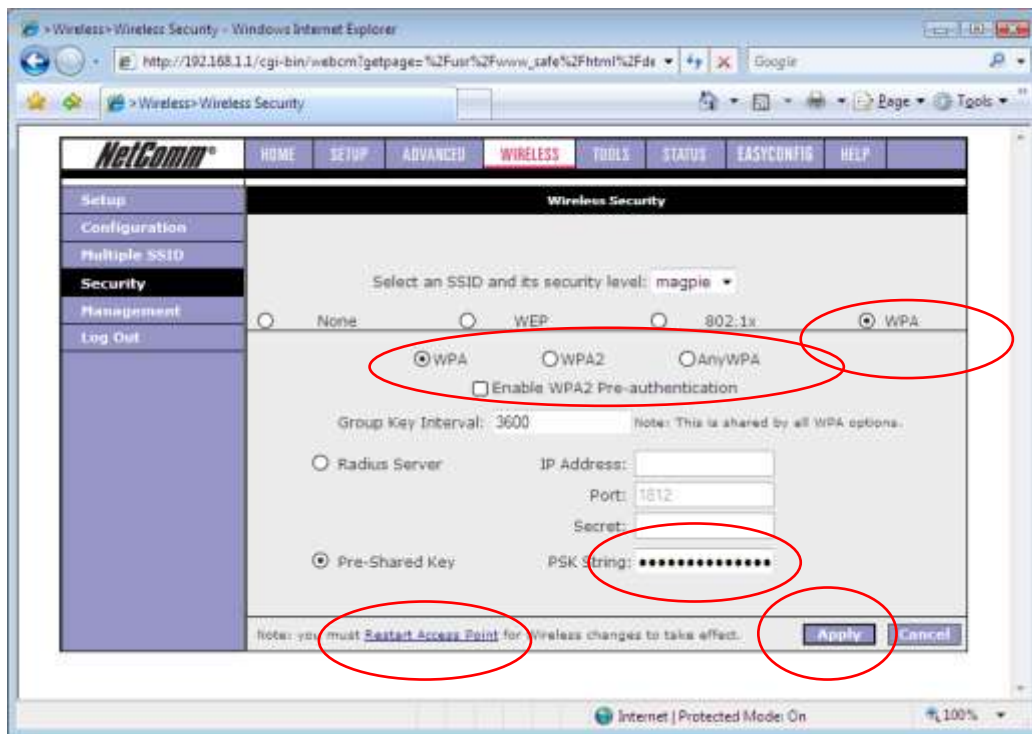 > Wireless> Wireless Security - Windows Internet Explorer
http://192.168.1.1/cgi-bin/webcm?getpage=%2Fusr%2Fwww_safe%2Fhtml%2Fde Google
> Wireless> Wireless Security Page Tools
NetComm® HOME SETUP ADVANCED WIRELESS TOOLS STATUS EASYCONFIG HELP
Setup Wireless Security
Configuration
Multiple SSID
Security Select an SSID and its security level: magpie
Management None WEP 802.1x WPA
Log Out
WPA WPA2 AnyWPA
Enable WPA2 Pre-authentication
Group Key Interval: 3600 Note: This is shared by all WPA options.
Radius Server IP Address:
Port: 1812
Secret:
Pre-Shared Key PSK String: ••••••••••••••
Note: you must Restart Access Point for Wireless changes to take effect. Apply Cancel
Internet | Protected Mode: On 100%